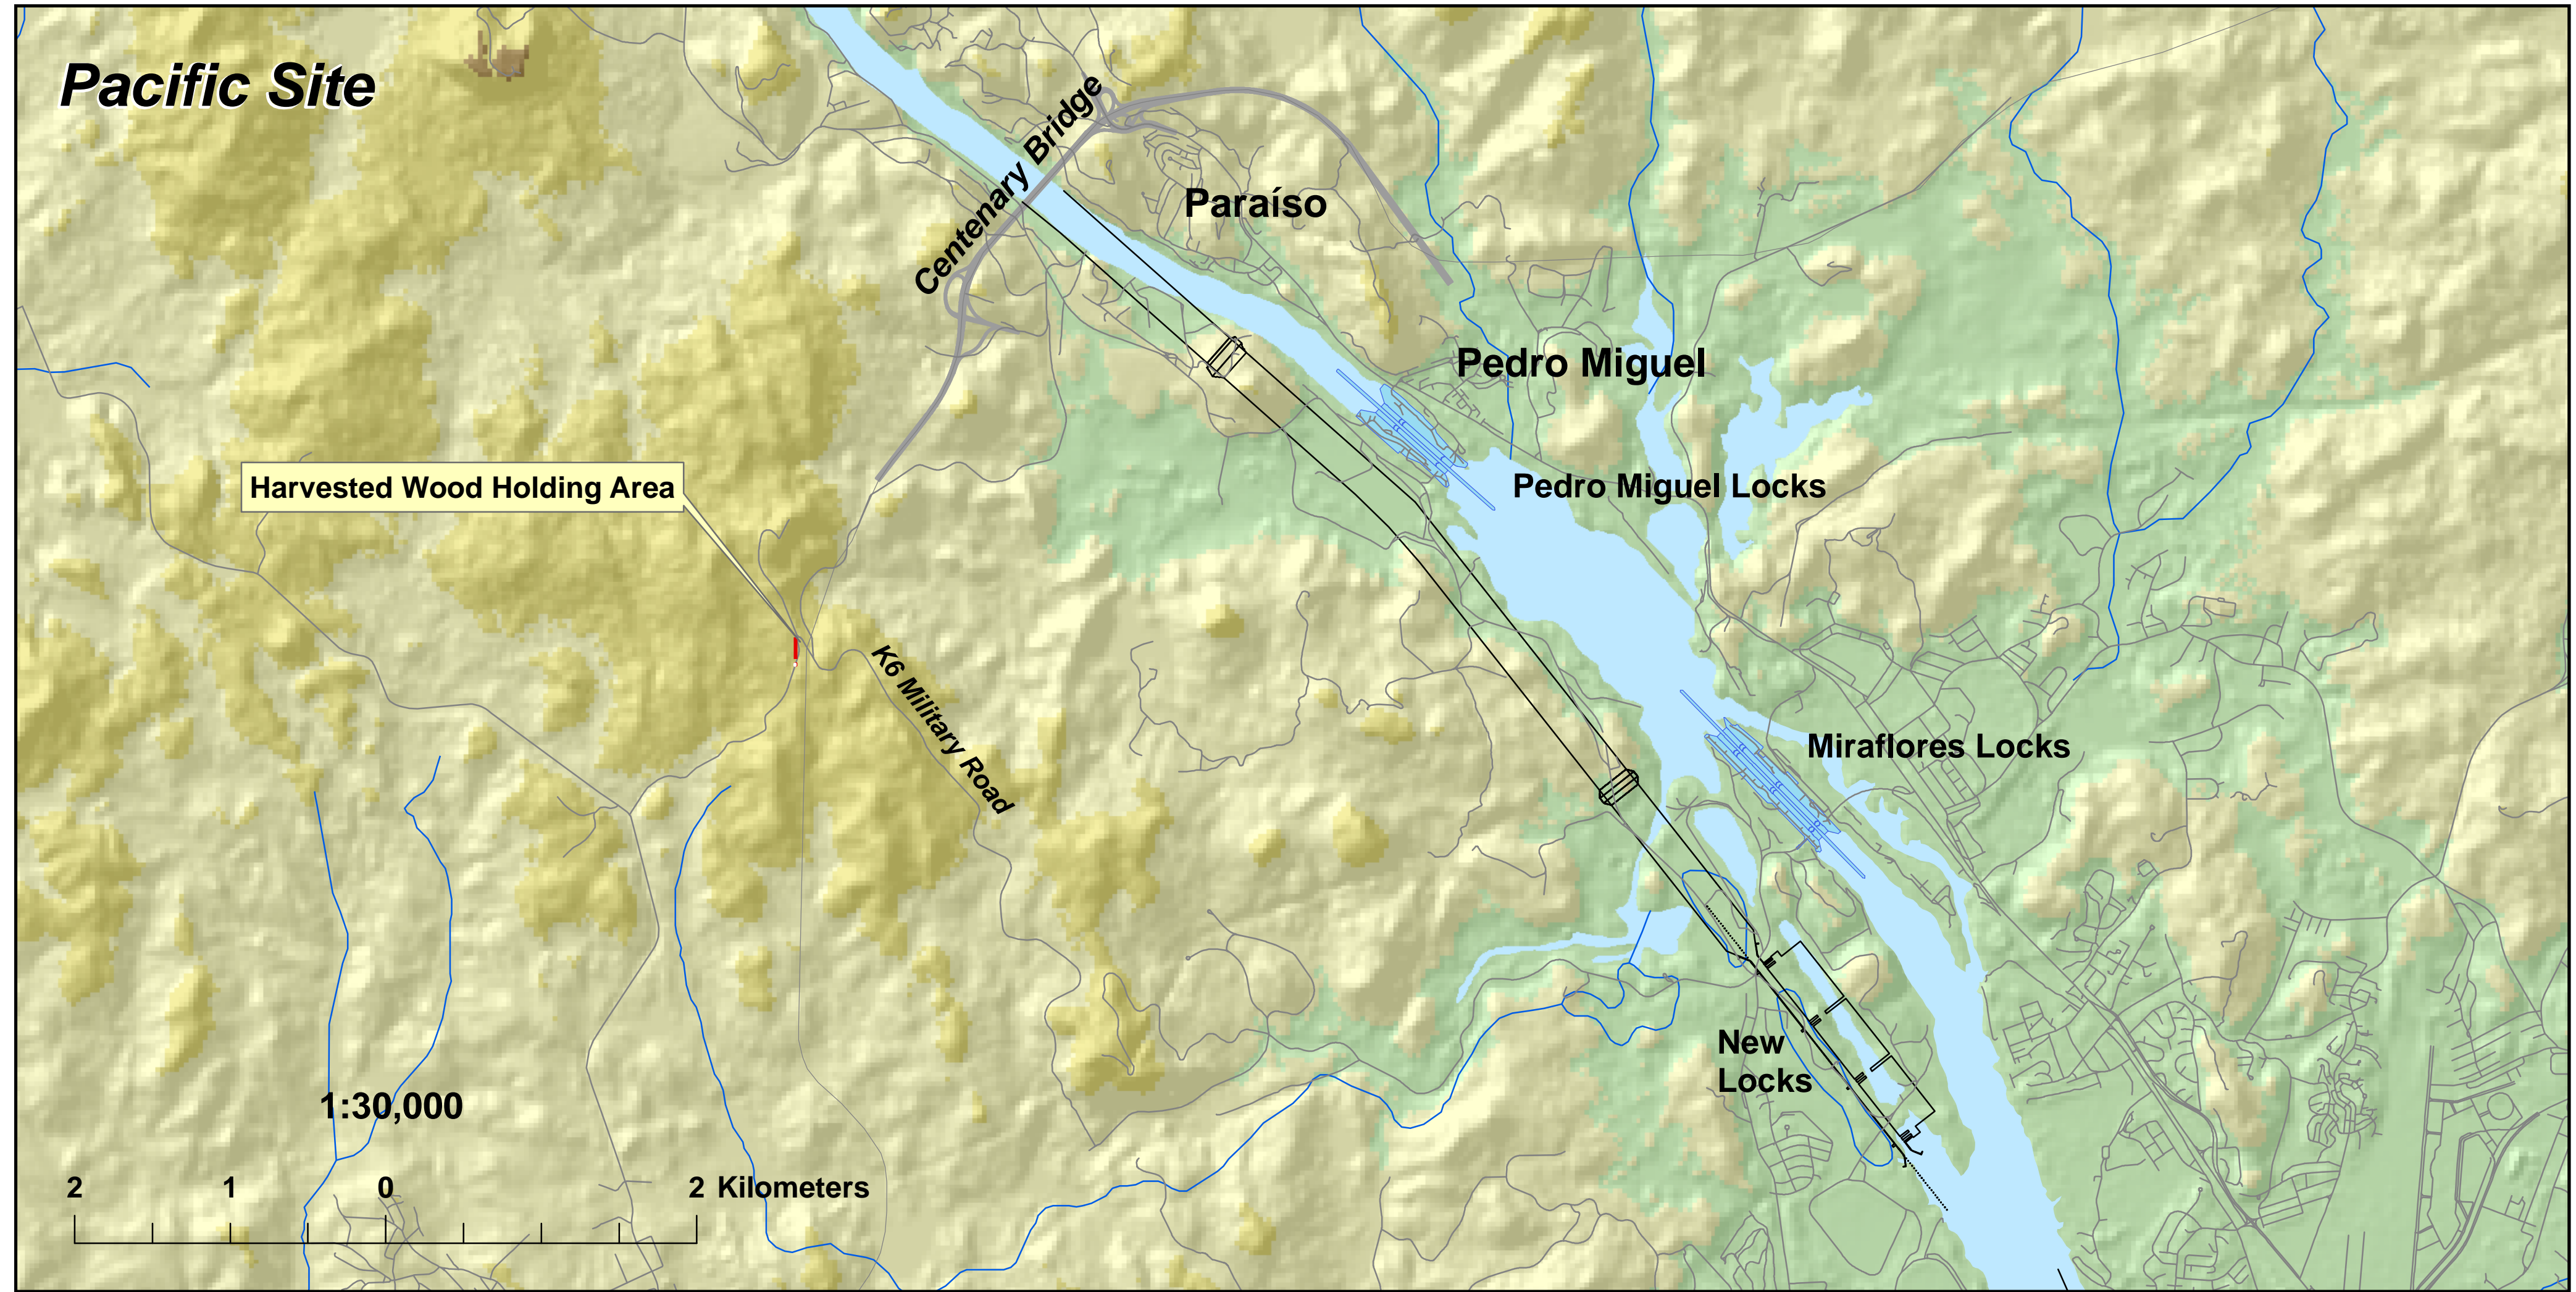 Pacific Site
Centenary Bridge
Paraíso
Pedro Miguel
Harvested Wood Holding Area
Pedro Miguel Locks
K6 Military Road
Miraflores Locks
New
Locks
1:30,000
2 1 0 2 Kilometers